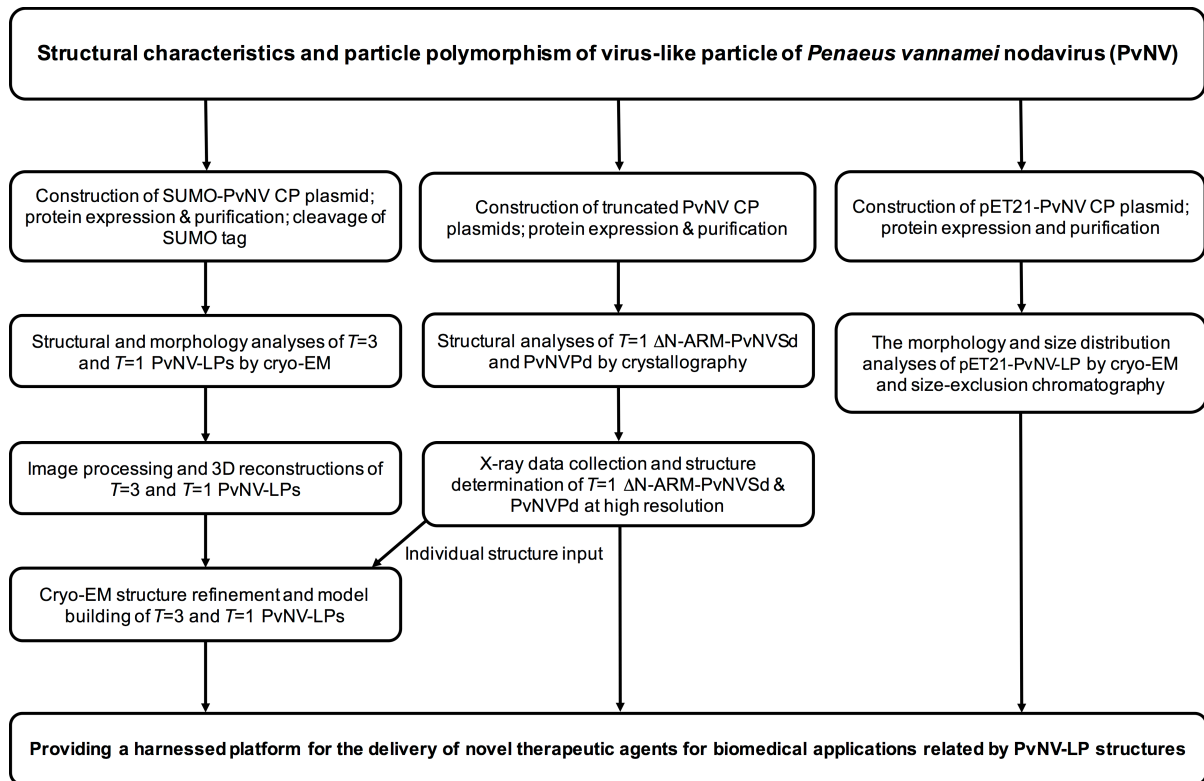 Structural characteristics and particle polymorphism of virus-like particle of Penaeus vannamei nodavirus (PvNV)
Construction of SUMO-PvNV CP plasmid;
protein expression & purification; cleavage of
SUMO tag
Construction of truncated PvNV CP
plasmids; protein expression & purification
Construction of pET21-PvNV CP plasmid;
protein expression and purification
Structural and morphology analyses of T=3
and T=1 PvNV-LPs by cryo-EM
Structural analyses of T=1 ΔN-ARM-PvNVSd
and PvNVPd by crystallography
The morphology and size distribution
analyses of pET21-PvNV-LP by cryo-EM
and size-exclusion chromatography
Image processing and 3D reconstructions of
T=3 and T=1 PvNV-LPs
X-ray data collection and structure
determination of T=1 ΔN-ARM-PvNVSd &
PvNVPd at high resolution
Individual structure input
Cryo-EM structure refinement and model
building of T=3 and T=1 PvNV-LPs
Providing a harnessed platform for the delivery of novel therapeutic agents for biomedical applications related by PvNV-LP structures